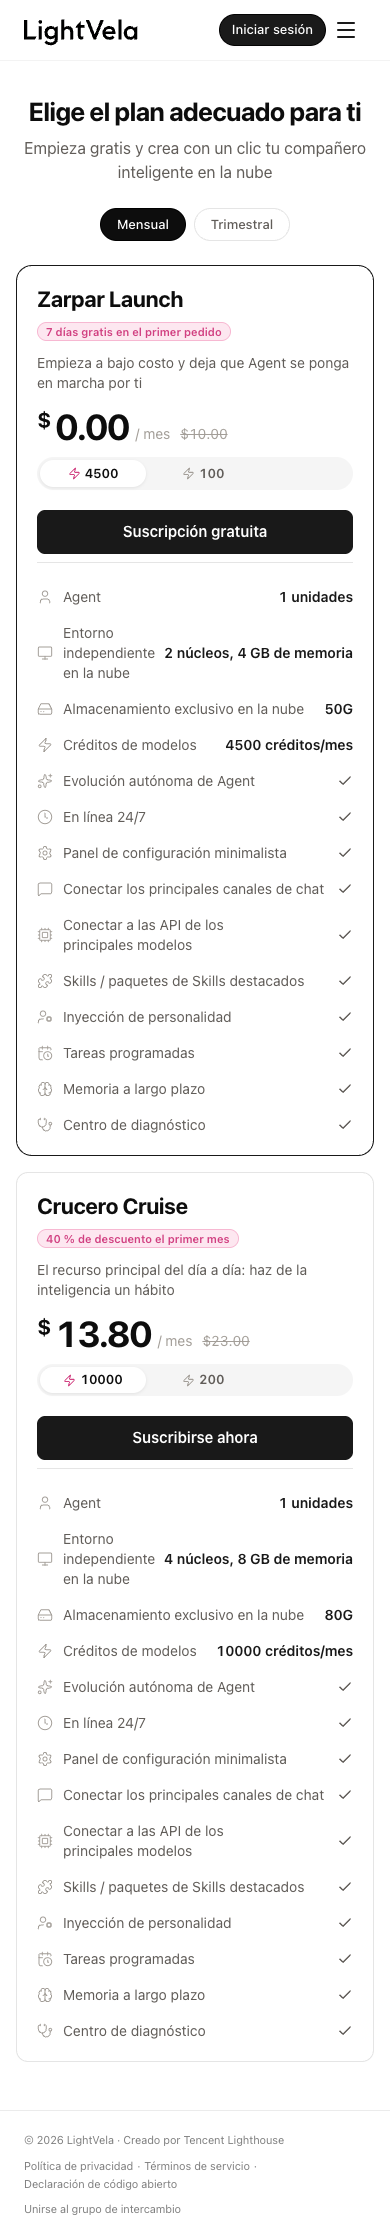 LightVela
Iniciar sesión
Elige el plan adecuado para ti
Empieza gratis y crea con un clic tu compañero
inteligente en la nube
Mensual
Trimestral
Zarpar Launch
7 días gratis en el primer pedido
Empieza a bajo costo y deja que Agent se ponga
en marcha por ti
$ 0.00 / mes $10.00
4500
100
Suscripción gratuita
Agent 1 unidades
Entorno
independiente 2 núcleos, 4 GB de memoria
en la nube
Almacenamiento exclusivo en la nube 50G
Créditos de modelos 4500 créditos/mes
Evolución autónoma de Agent
En línea 24/7
Panel de configuración minimalista
Conectar los principales canales de chat
Conectar a las API de los
principales modelos
Skills / paquetes de Skills destacados
Inyección de personalidad
Tareas programadas
Memoria a largo plazo
Centro de diagnóstico
Crucero Cruise
40 % de descuento el primer mes
El recurso principal del día a día: haz de la
inteligencia un hábito
$ 13.80 / mes $23.00
10000
200
Suscribirse ahora
Agent 1 unidades
Entorno
independiente 4 núcleos, 8 GB de memoria
en la nube
Almacenamiento exclusivo en la nube 80G
Créditos de modelos 10000 créditos/mes
Evolución autónoma de Agent
En línea 24/7
Panel de configuración minimalista
Conectar los principales canales de chat
Conectar a las API de los
principales modelos
Skills / paquetes de Skills destacados
Inyección de personalidad
Tareas programadas
Memoria a largo plazo
Centro de diagnóstico
© 2026 LightVela · Creado por Tencent Lighthouse
Política de privacidad · Términos de servicio ·
Declaración de código abierto
Unirse al grupo de intercambio